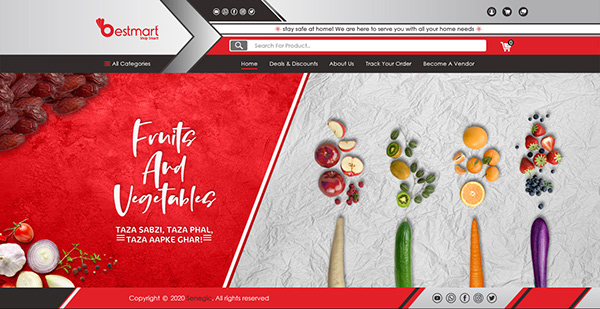 bestmart
Shop Smart!
stay safe at home! We are here to serve you with all your home needs
Search For Product..
0
All Categories
Home Deals & Discounts About Us Track Your Order Become A Vendor
Fruits
And
Vegetables
TAZA SABZI, TAZA PHAL,
TAZA AAPKE GHAR!
Copyright © 2020 Senegic. All rights reserved